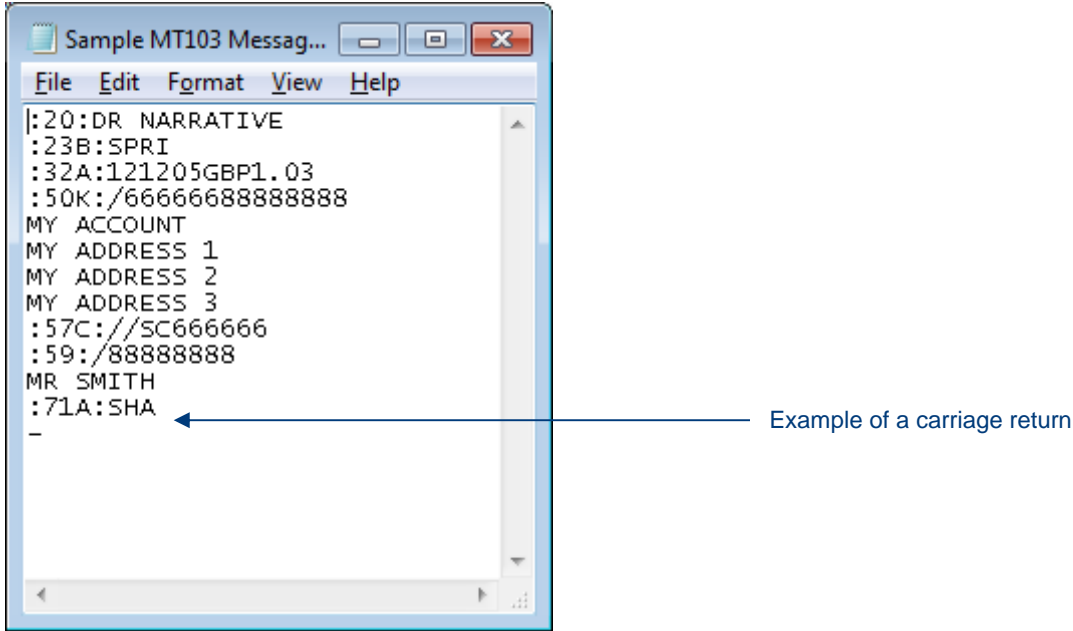 Sample MT103 Messag...
File Edit Format View Help
:20:DR NARRATIVE
:23B:SPRI
:32A:121205GBP1.03
:50K:/66666688888888
MY ACCOUNT
MY ADDRESS 1
MY ADDRESS 2
MY ADDRESS 3
:57C://SC666666
:59:/88888888
MR SMITH
:71A:SHA
-
Example of a carriage return